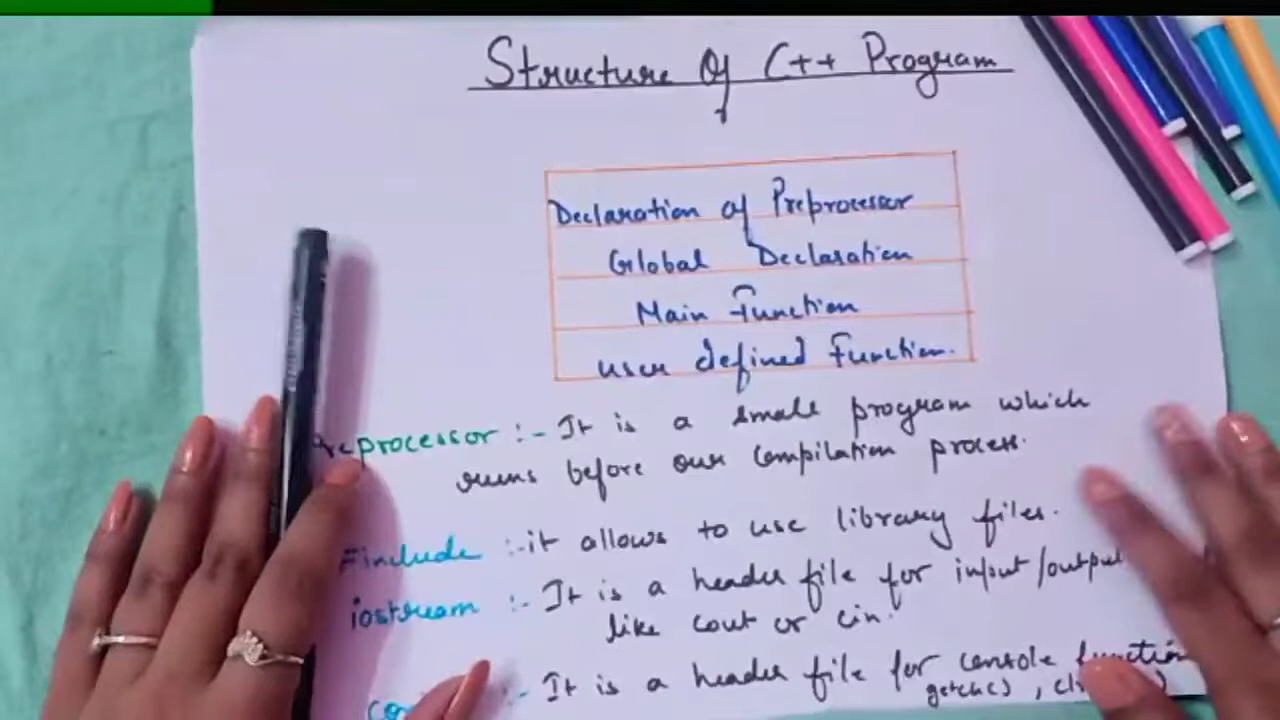 Structure Of C++ Program
Declaration of Preprocessor
Global Declaration
Main Function
user defined Function.
preprocessor :- It is a small program which
runs before our compilation process.
#include :- it allows to use library files.
iostream :- It is a header file for input/output
like cout or cin.
:- It is a header file for console function
getch()